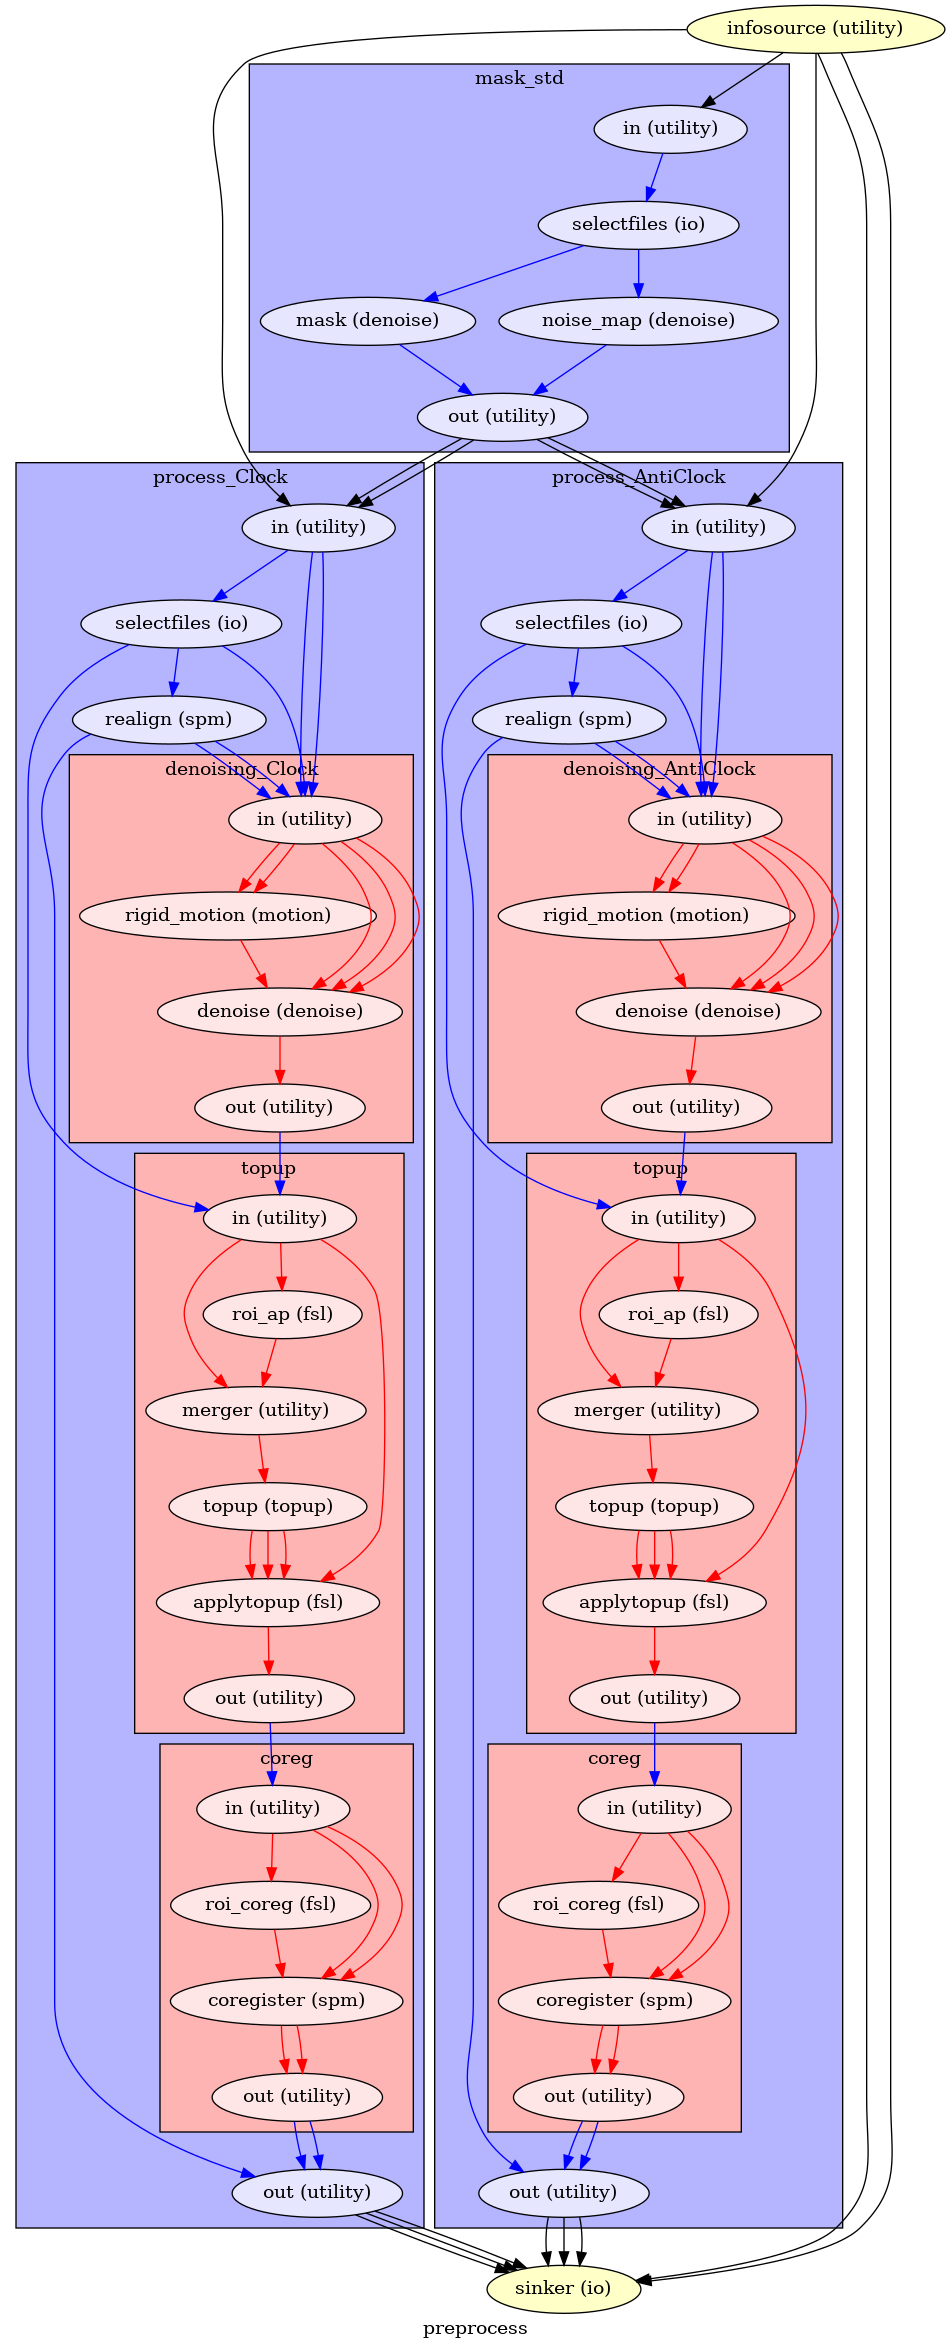 infosource (utility)
mask_std
in (utility)
selectfiles (io)
mask (denoise)
noise_map (denoise)
out (utility)
process_Clock
in (utility)
selectfiles (io)
realign (spm)
denoising_Clock
in (utility)
rigid_motion (motion)
denoise (denoise)
out (utility)
topup
in (utility)
roi_ap (fsl)
merger (utility)
topup (topup)
applytopup (fsl)
out (utility)
coreg
in (utility)
roi_coreg (fsl)
coregister (spm)
out (utility)
out (utility)
process_AntiClock
in (utility)
selectfiles (io)
realign (spm)
denoising_AntiClock
in (utility)
rigid_motion (motion)
denoise (denoise)
out (utility)
topup
in (utility)
roi_ap (fsl)
merger (utility)
topup (topup)
applytopup (fsl)
out (utility)
coreg
in (utility)
roi_coreg (fsl)
coregister (spm)
out (utility)
out (utility)
sinker (io)
preprocess